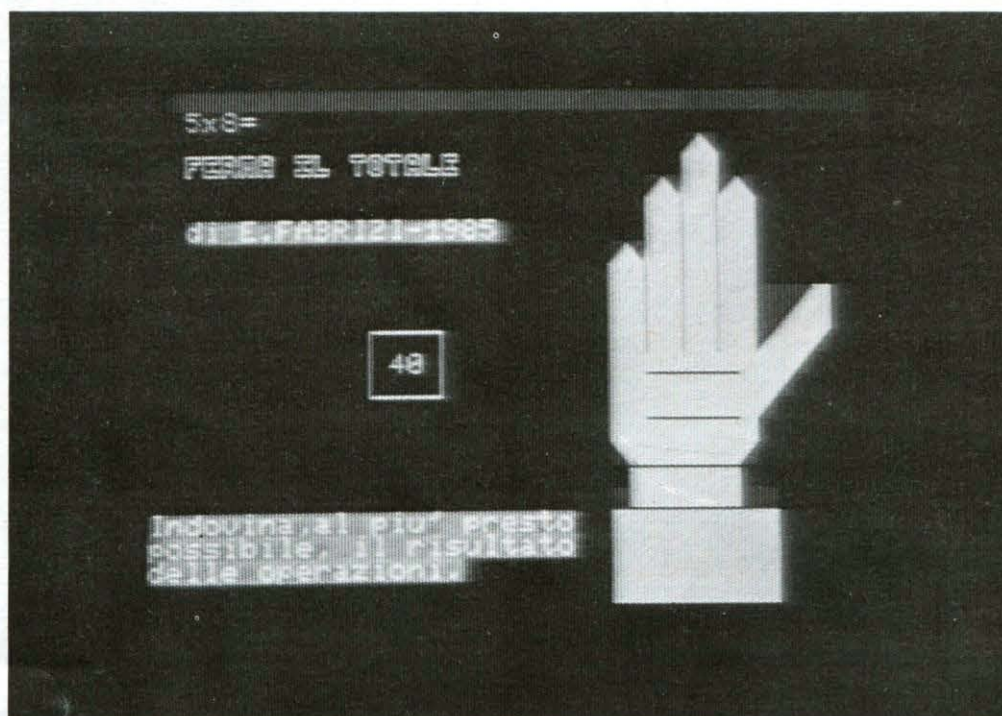 5x8=
FERMA IL TOTALE
di E.FABRIZI-1985
40
Indovina,al piu' presto
possibile, il risultato
delle operazioni